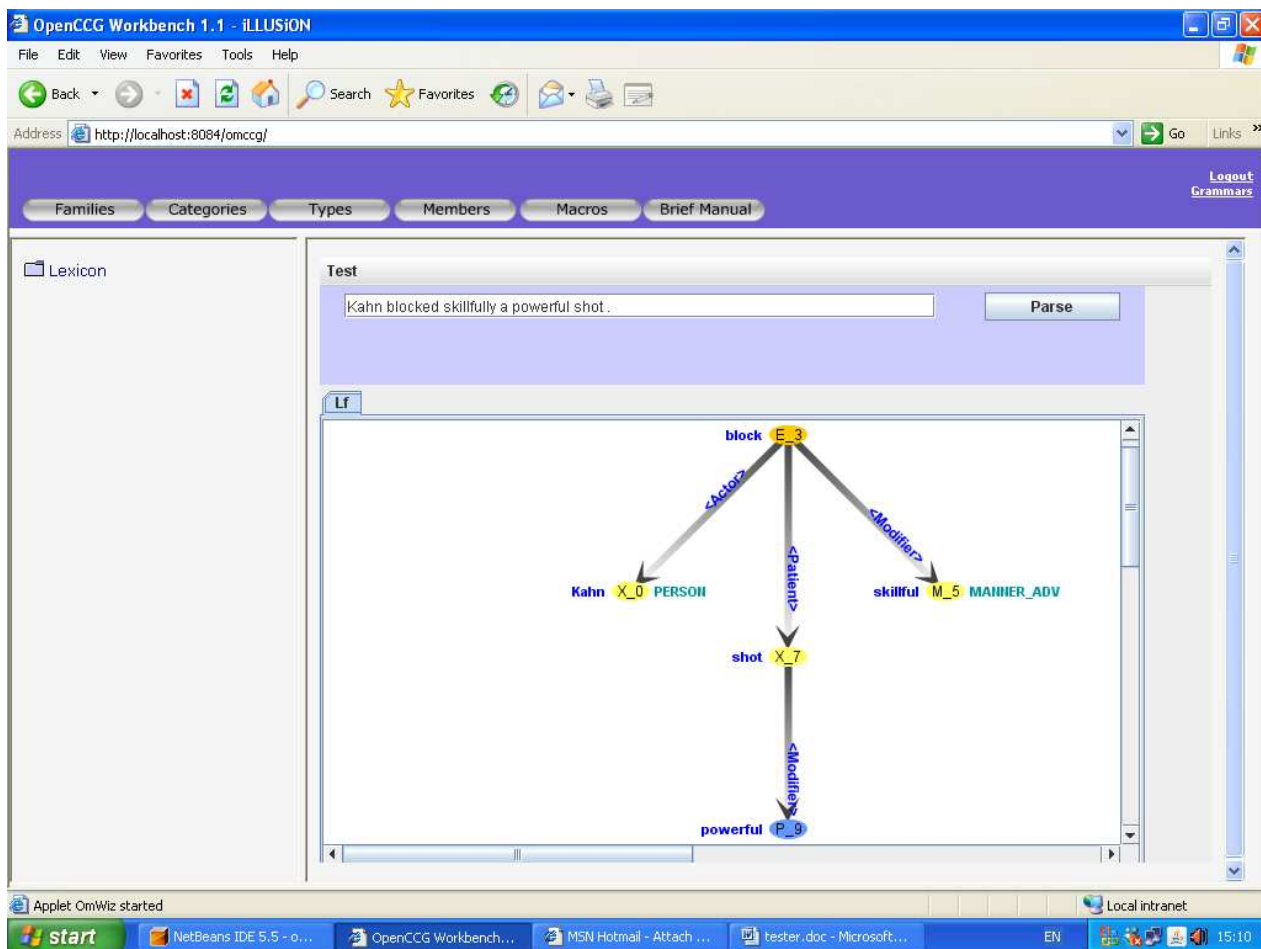 OpenCCG Workbench 1.1 - iLLUSiON
File Edit View Favorites Tools Help
Back Search Favorites
Address http://localhost:8084/omccg/ Go Links »
Logout
Grammars
Families Categories Types Members Macros Brief Manual
Lexicon
Test
Kahn blocked skillfully a powerful shot .
Parse
Lf
block E_3
<Actor>
<Modifier>
<Patient>
Kahn X_0 PERSON
skillful M_5 MANNER_ADV
shot X_7
<Modifier>
powerful P_9
Applet OmWiz started
Local intranet
start NetBeans IDE 5.5 - o... OpenCCG Workbench... MSN Hotmail - Attach ... tester.doc - Microsoft... EN 15:10